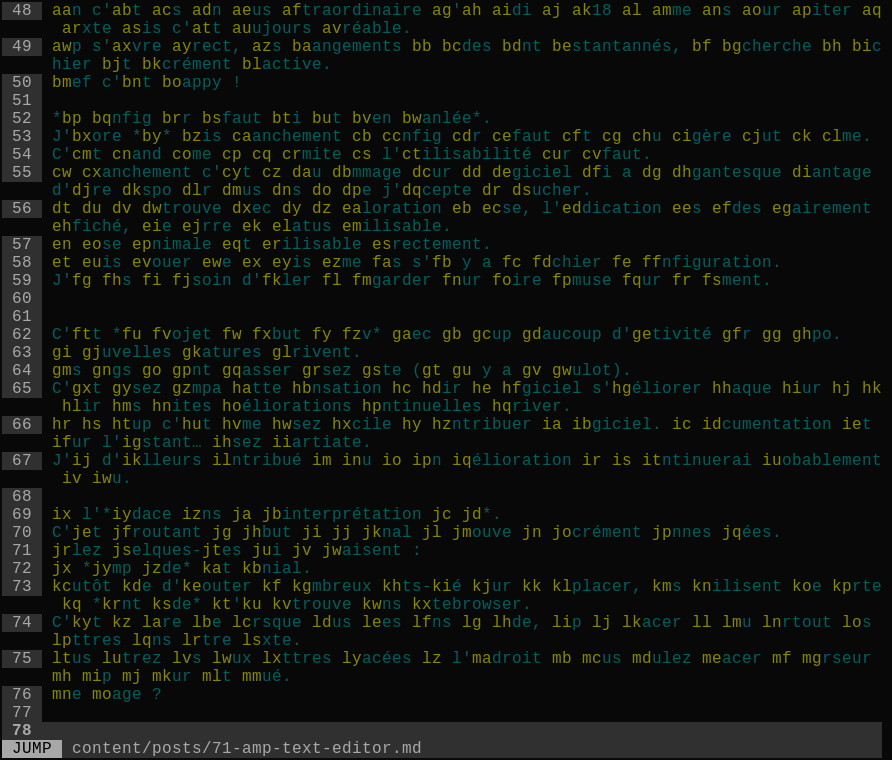 48 aan c'abt acs adn aeus aftraordinaire ag'ah aidi aj ak18 al amme ans aour apiter aq
arxte asis c'att auujours avréable.
49 awp s'axvre ayrect, azs baangements bb bcdes bdnt bestantannés, bf bgcherche bh bic
hier bjt bkcrément blactive.
50 bmef c'bnt boappy !
51
52 *bp bqnfig brr bsfaut bti but bven bwanlée*.
53 J'bxore *by* bzis caanchement cb ccnfig cdr cefaut cft cg chu cigère cjut ck clme.
54 C'cmt cnand come cp cq crmite cs l'ctilisabilité cur cvfaut.
55 cw cxanchement c'cyt cz dau dbmmage dcur dd degiciel dfi a dg dhgantesque diantage
d'djre dkspo dlr dmus dns do dpe j'dqcepte dr dsucher.
56 dt du dv dwtrouve dxec dy dz ealoration eb ecse, l'eddication ees efdes egairement
ehfiché, eie ejrre ek elatus emilisable.
57 en eose epnimale eqt erilisable esrectement.
58 et euis evouer ewe ex eyis ezme fas s'fb y a fc fdchier fe ffnfiguration.
59 J'fg fhs fi fjsoin d'fkler fl fmgarder fnur foire fpmuse fqur fr fsment.
60
61
62 C'ftt *fu fvojet fw fxbut fy fzv* gaec gb gcup gdaucoup d'getivité gfr gg ghpo.
63 gi gjuvelles gkatures glrivent.
64 gms gngs go gpnt gqasser grsez gste (gt gu y a gv gwulot).
65 C'gxt gysez gzmpa hatte hbnsation hc hdir he hfgiciel s'hgéliorer hhaque hiur hj hk
hlir hms hnites hoéliorations hpntinuelles hqriver.
66 hr hs htup c'hut hvme hwsez hxcile hy hzntribuer ia ibgiciel. ic idcumentation iet
ifur l'igstant… ihsez iiartiate.
67 J'ij d'iklleurs ilntribué im inu io ipn iqélioration ir is itntinuerai iuobablement
iv iwu.
68
69 ix l'*iydace izns ja jbinterprétation jc jd*.
70 C'jet jfroutant jg jhbut ji jj jknal jl jmouve jn jocrément jpnnes jqées.
71 jrlez jselques-jtes jui jv jwaisent :
72 jx *jymp jzde* kat kbnial.
73 kcutôt kde d'keouter kf kgmbreux khts-kié kjur kk klplacer, kms knilisent koe kprte
kq *krnt ksde* kt'ku kvtrouve kwns kxtebrowser.
74 C'kyt kz lare lbe lcrsque ldus lees lfns lg lhde, lip lj lkacer ll lmu lnrtout los
lpttres lqns lrtre lsxte.
75 ltus lutrez lvs lwux lxttres lyacées lz l'madroit mb mcus mdulez meacer mf mgrseur
mh mip mj mkur mlt mmué.
76 mne moage ?
77
78
JUMP content/posts/71-amp-text-editor.md